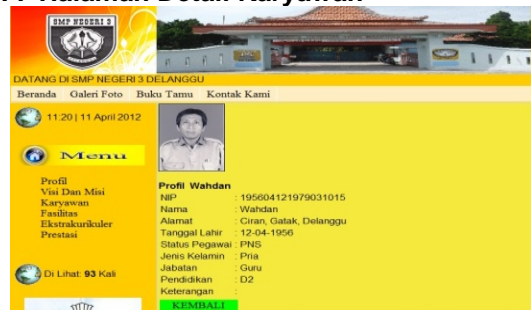 SMP NEGERI 3
DATANG DI SMP NEGERI 3 DELANGGU
Beranda Galeri Foto Buku Tamu Kontak Kami
11:20 | 11 April 2012
Menu
Profil
Visi Dan Misi
Karyawan
Fasilitas
Ekstrakurikuler
Prestasi
Di Lihat: 93 Kali
Profil Wahdan
NIP : 195604121979031015
Nama : Wahdan
Alamat : Ciran, Gatak, Delanggu
Tanggal Lahir : 12-04-1956
Status Pegawai : PNS
Jenis Kelamin : Pria
Jabatan : Guru
Pendidikan : D2
Keterangan :
KEMBALI